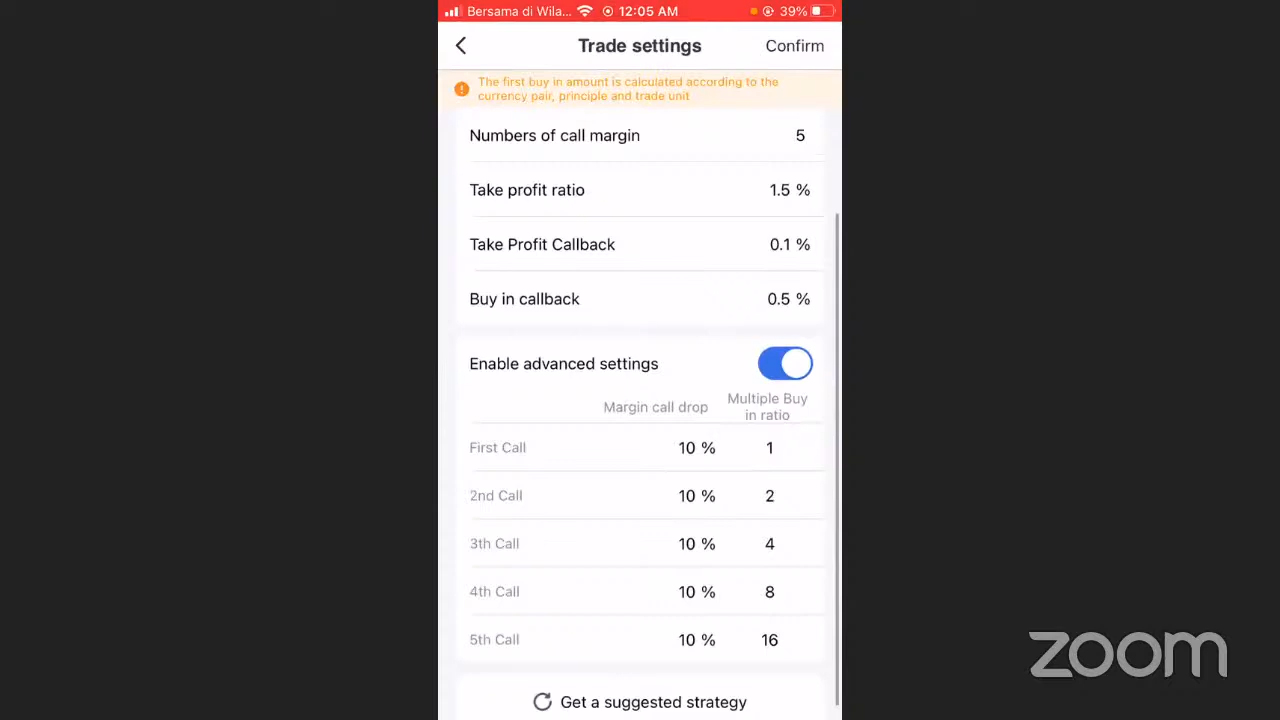 Bersama di Wila... 12:05 AM 39%
Trade settings Confirm
The first buy in amount is calculated according to the
currency pair, principle and trade unit
Numbers of call margin 5
Take profit ratio 1.5 %
Take Profit Callback 0.1 %
Buy in callback 0.5 %
Enable advanced settings
Margin call drop Multiple Buy
in ratio
First Call 10 % 1
2nd Call 10 % 2
3th Call 10 % 4
4th Call 10 % 8
5th Call 10 % 16
Get a suggested strategy
zoom